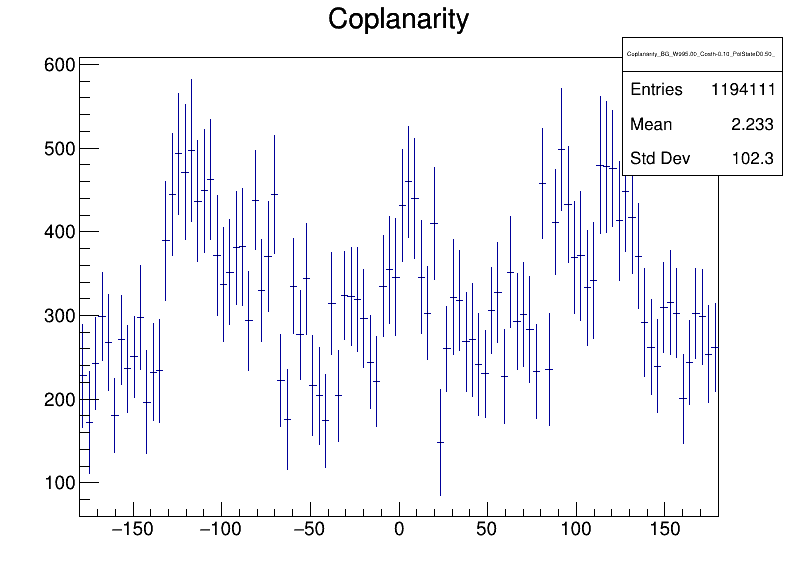 Coplanarity
Coplanarity_BG_W995.00_Costh-0.10_PolStateD0.50_
Entries 1194111
Mean 2.233
Std Dev 102.3
600
500
400
300
200
100
−150 −100 −50 0 50 100 150